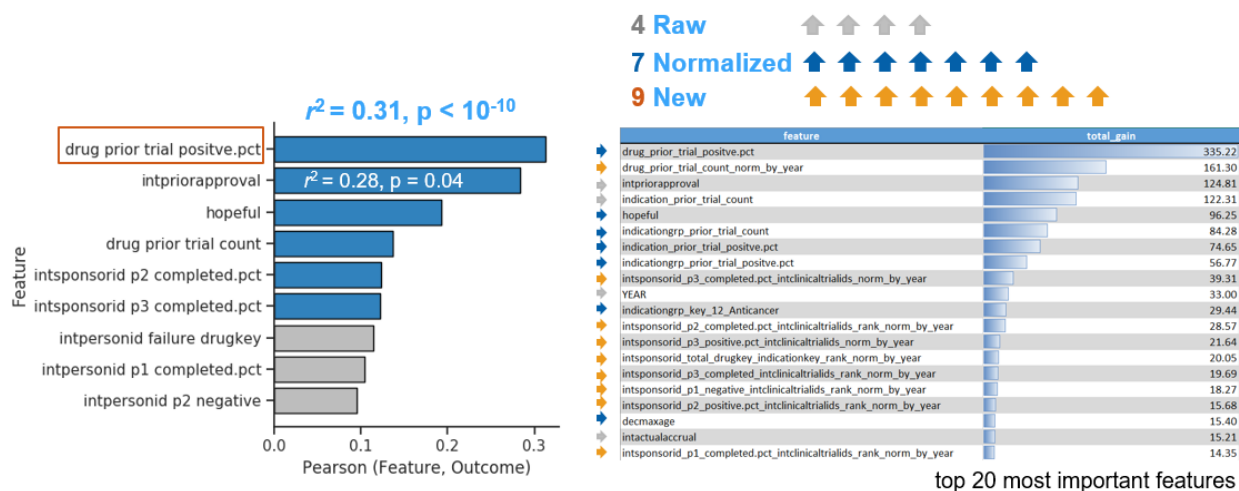 4 Raw
7 Normalized
9 New
r² = 0.31, p < 10⁻¹⁰
drug prior trial positve.pct
intpriorapproval
r² = 0.28, p = 0.04
hopeful
drug prior trial count
intsponsorid p2 completed.pct
intsponsorid p3 completed.pct
intpersonid failure drugkey
intpersonid p1 completed.pct
intpersonid p2 negative
Feature
0.0 0.1 0.2 0.3
Pearson (Feature, Outcome)
feature total_gain
drug_prior_trial_positve.pct 335.22
drug_prior_trial_count_norm_by_year 161.30
intpriorapproval 124.81
indication_prior_trial_count 122.31
hopeful 96.25
indicationgrp_prior_trial_count 84.28
indication_prior_trial_positve.pct 74.65
indicationgrp_prior_trial_positve.pct 56.77
intsponsorid_p3_completed.pct_intclinicaltrialids_norm_by_year 39.31
YEAR 33.00
indicationgrp_key_12_Anticancer 29.44
intsponsorid_p2_completed.pct_intclinicaltrialids_rank_norm_by_year 28.57
intsponsorid_p3_positive.pct_intclinicaltrialids_norm_by_year 21.64
intsponsorid_total_drugkey_indicationkey_rank_norm_by_year 20.05
intsponsorid_p3_completed_intclinicaltrialids_rank_norm_by_year 19.69
intsponsorid_p1_negative_intclinicaltrialids_rank_norm_by_year 18.27
intsponsorid_p2_positive.pct_intclinicaltrialids_rank_norm_by_year 15.68
decmaxage 15.40
intactualaccrual 15.21
intsponsorid_p1_completed.pct_intclinicaltrialids_rank_norm_by_year 14.35
top 20 most important features